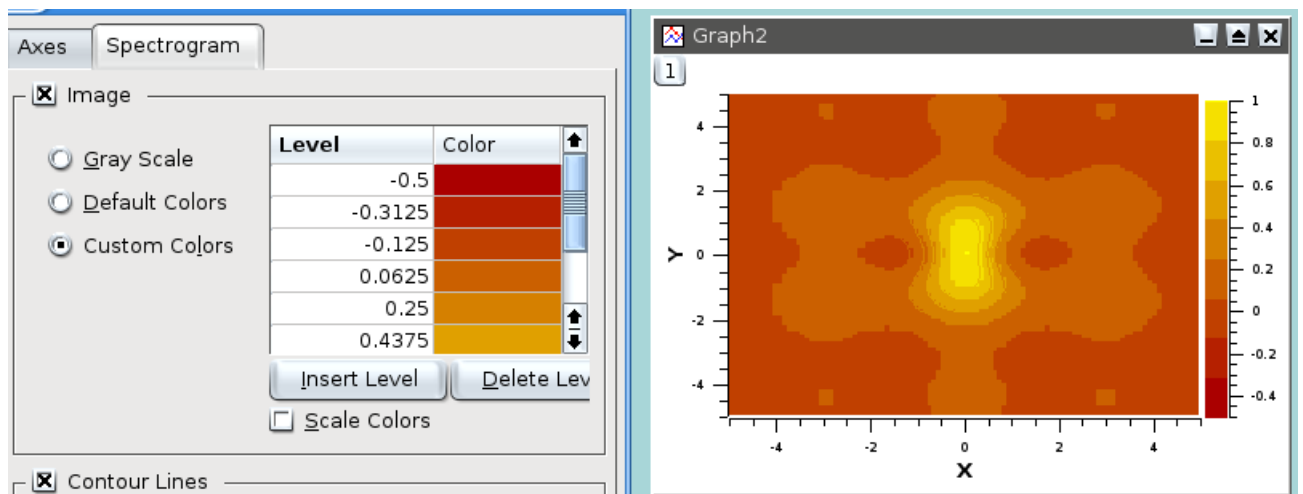 Axes Spectrogram
Image
Gray Scale
Default Colors
Custom Colors
Level Color
-0.5
-0.3125
-0.125
0.0625
0.25
0.4375
Insert Level Delete Lev
Scale Colors
Contour Lines
Graph2
1
Y
4
2
0
-2
-4
-4 -2 0 2 4
X
1
0.8
0.6
0.4
0.2
0
-0.2
-0.4